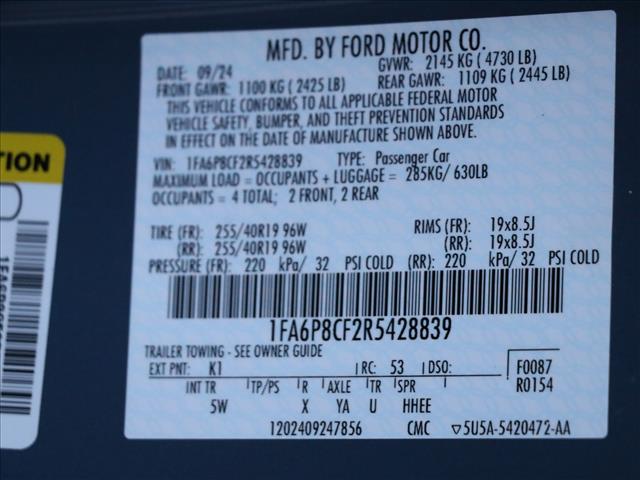 MFD. BY FORD MOTOR CO.
DATE: 09/24 GVWR: 2145 KG ( 4730 LB)
FRONT GAWR: 1100 KG ( 2425 LB) REAR GAWR: 1109 KG ( 2445 LB)
THIS VEHICLE CONFORMS TO ALL APPLICABLE FEDERAL MOTOR
VEHICLE SAFETY, BUMPER, AND THEFT PREVENTION STANDARDS
IN EFFECT ON THE DATE OF MANUFACTURE SHOWN ABOVE.
VIN: 1FA6P8CF2R5428839 TYPE: Passenger Car
MAXIMUM LOAD = OCCUPANTS + LUGGAGE = 285KG/ 630LB
OCCUPANTS = 4 TOTAL; 2 FRONT, 2 REAR
TIRE (FR): 255/40R19 96W RIMS (FR): 19x8.5J
(RR): 255/40R19 96W (RR): 19x8.5J
PRESSURE (FR): 220 kPa/ 32 PSI COLD (RR): 220 kPa/ 32 PSI COLD
1FA6P8CF2R5428839
TRAILER TOWING - SEE OWNER GUIDE
EXT PNT: K1 RC: 53 DSO: F0087
INT TR TP/PS R AXLE TR SPR R0154
5W X YA U HHEE
1202409247856 CMC ▽5U5A-5420472-AA
TION